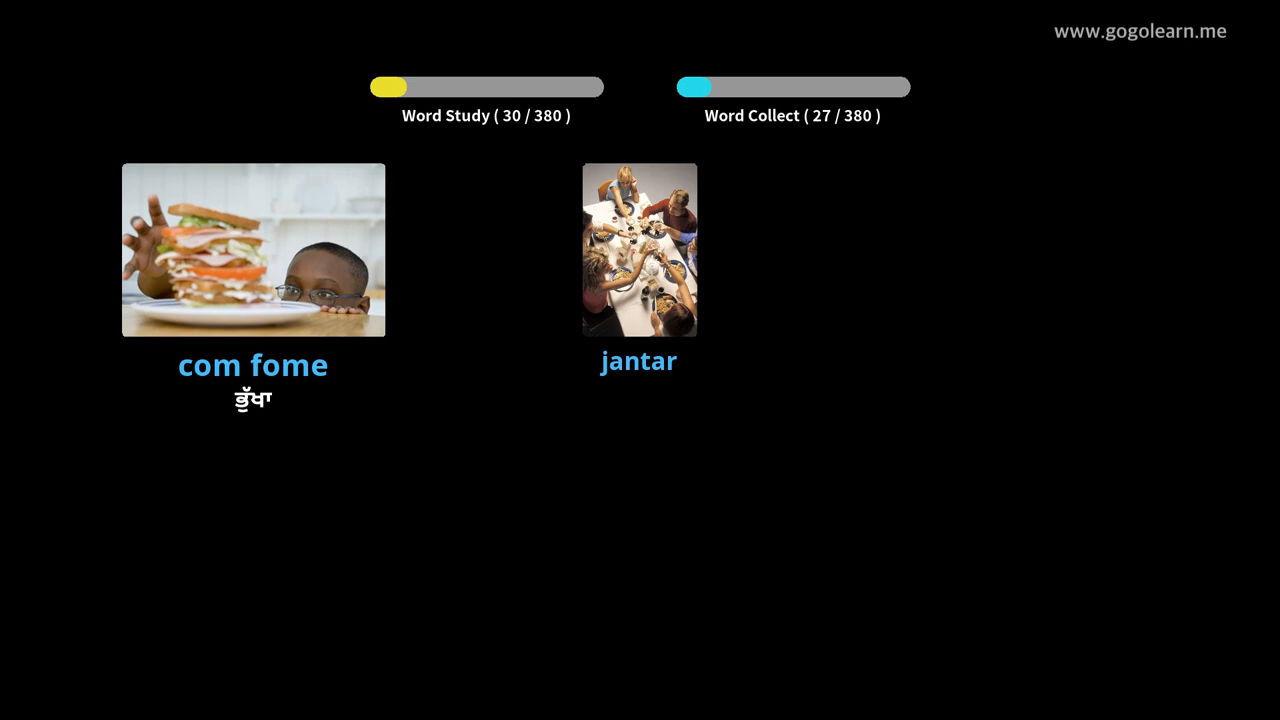 www.gogolearn.me
Word Study ( 30 / 380 )
Word Collect ( 27 / 380 )
com fome
ਭੁੱਖਾ
jantar